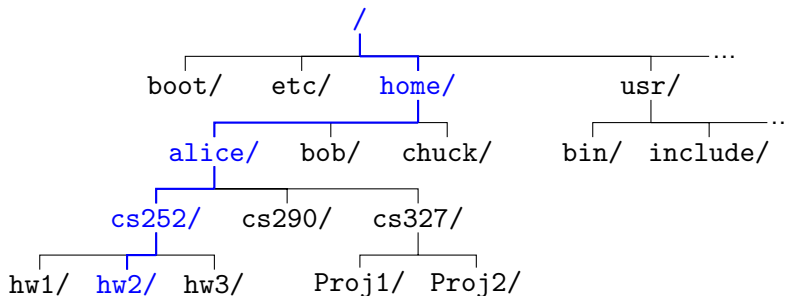 /
boot/ etc/ home/ usr/ ...
alice/ bob/ chuck/ bin/ include/ ..
cs252/ cs290/ cs327/
hw1/ hw2/ hw3/ Proj1/ Proj2/